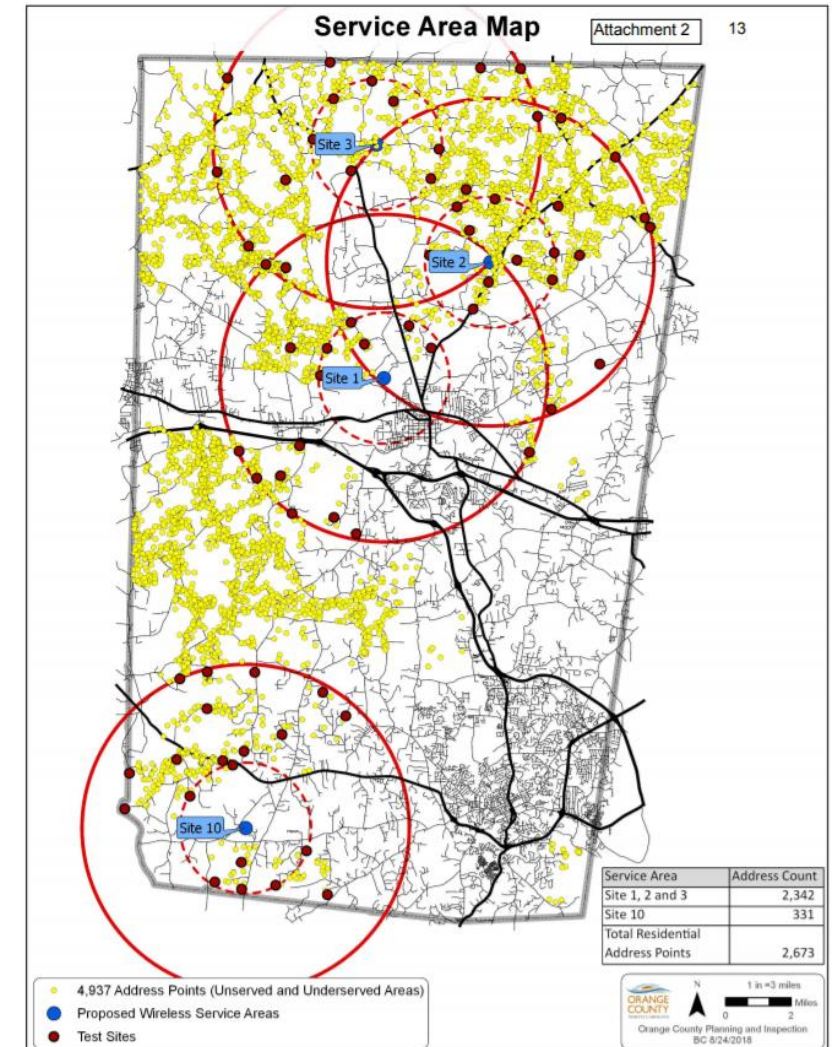 Service Area Map
Attachment 2
13
Site 3
Site 2
Site 1
Site 10
Service Area Address Count
Site 1, 2 and 3 2,342
Site 10 331
Total Residential
Address Points 2,673
4,937 Address Points (Unserved and Underserved Areas)
Proposed Wireless Service Areas
Test Sites
ORANGE
COUNTY
NORTH CAROLINA
N
1 in =3 miles
Miles
0 2
Orange County Planning and Inspection
BC 8/24/2018